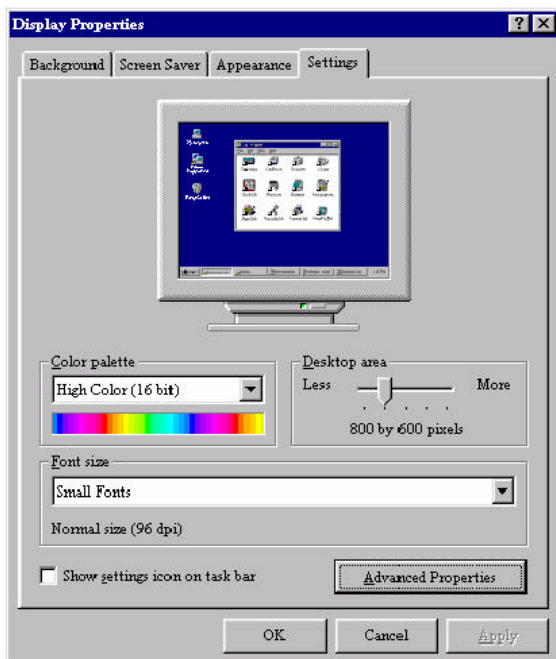 Display Properties
Background
Screen Saver
Appearance
Settings
Color palette
High Color (16 bit)
Desktop area
Less
More
800 by 600 pixels
Font size
Small Fonts
Normal size (96 dpi)
Show settings icon on task bar
Advanced Properties
OK
Cancel
Apply